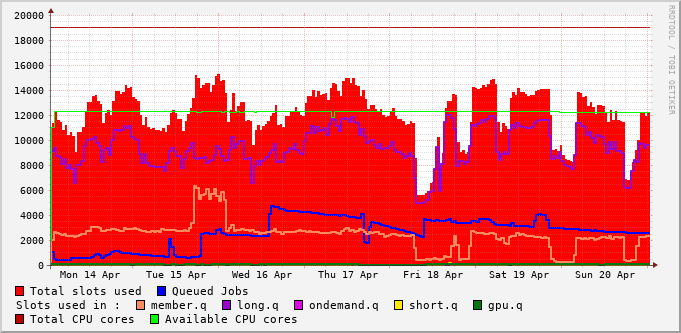 20000
18000
16000
14000
12000
10000
8000
6000
4000
2000
0
Mon 14 Apr Tue 15 Apr Wed 16 Apr Thu 17 Apr Fri 18 Apr Sat 19 Apr Sun 20 Apr
RRDTOOL / TOBI OETIKER
Total slots used Queued Jobs
Slots used in : member.q long.q ondemand.q short.q gpu.q
Total CPU cores Available CPU cores